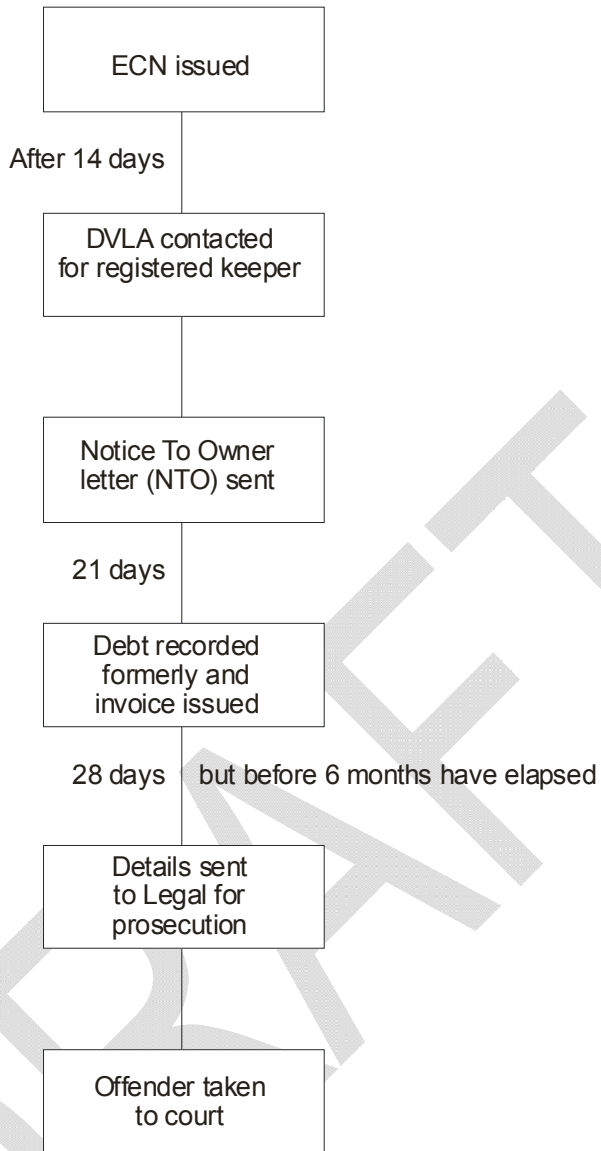 ECN issued
After 14 days
DVLA contacted
for registered keeper
Notice To Owner
letter (NTO) sent
21 days
Debt recorded
formerly and
invoice issued
28 days but before 6 months have elapsed
Details sent
to Legal for
prosecution
Offender taken
to court
DRAFT